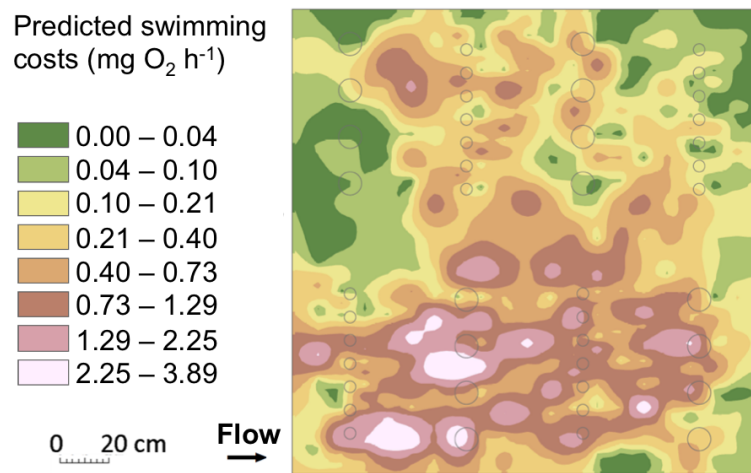 Predicted swimming
costs (mg O₂ h⁻¹)
0.00 – 0.04
0.04 – 0.10
0.10 – 0.21
0.21 – 0.40
0.40 – 0.73
0.73 – 1.29
1.29 – 2.25
2.25 – 3.89
0 20 cm
Flow